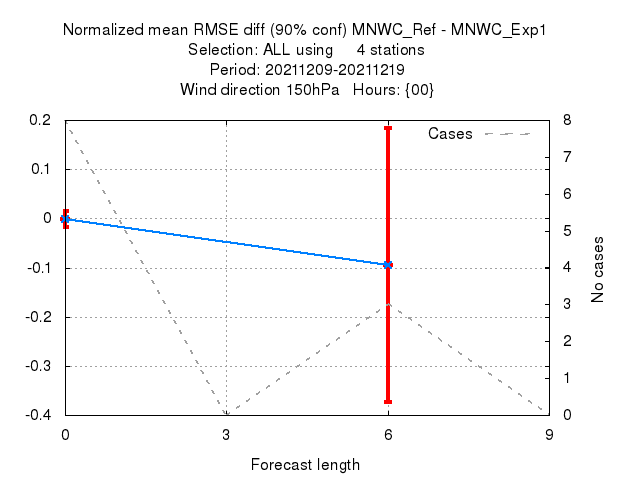 Normalized mean RMSE diff (90% conf) MNWC_Ref - MNWC_Exp1
Selection: ALL using     4 stations
Period: 20211209-20211219
Wind direction 150hPa   Hours: {00}
Cases
0.2
0.1
0
-0.1
-0.2
-0.3
-0.4
8
7
6
5
4
3
2
1
0
No cases
0 3 6 9
Forecast length